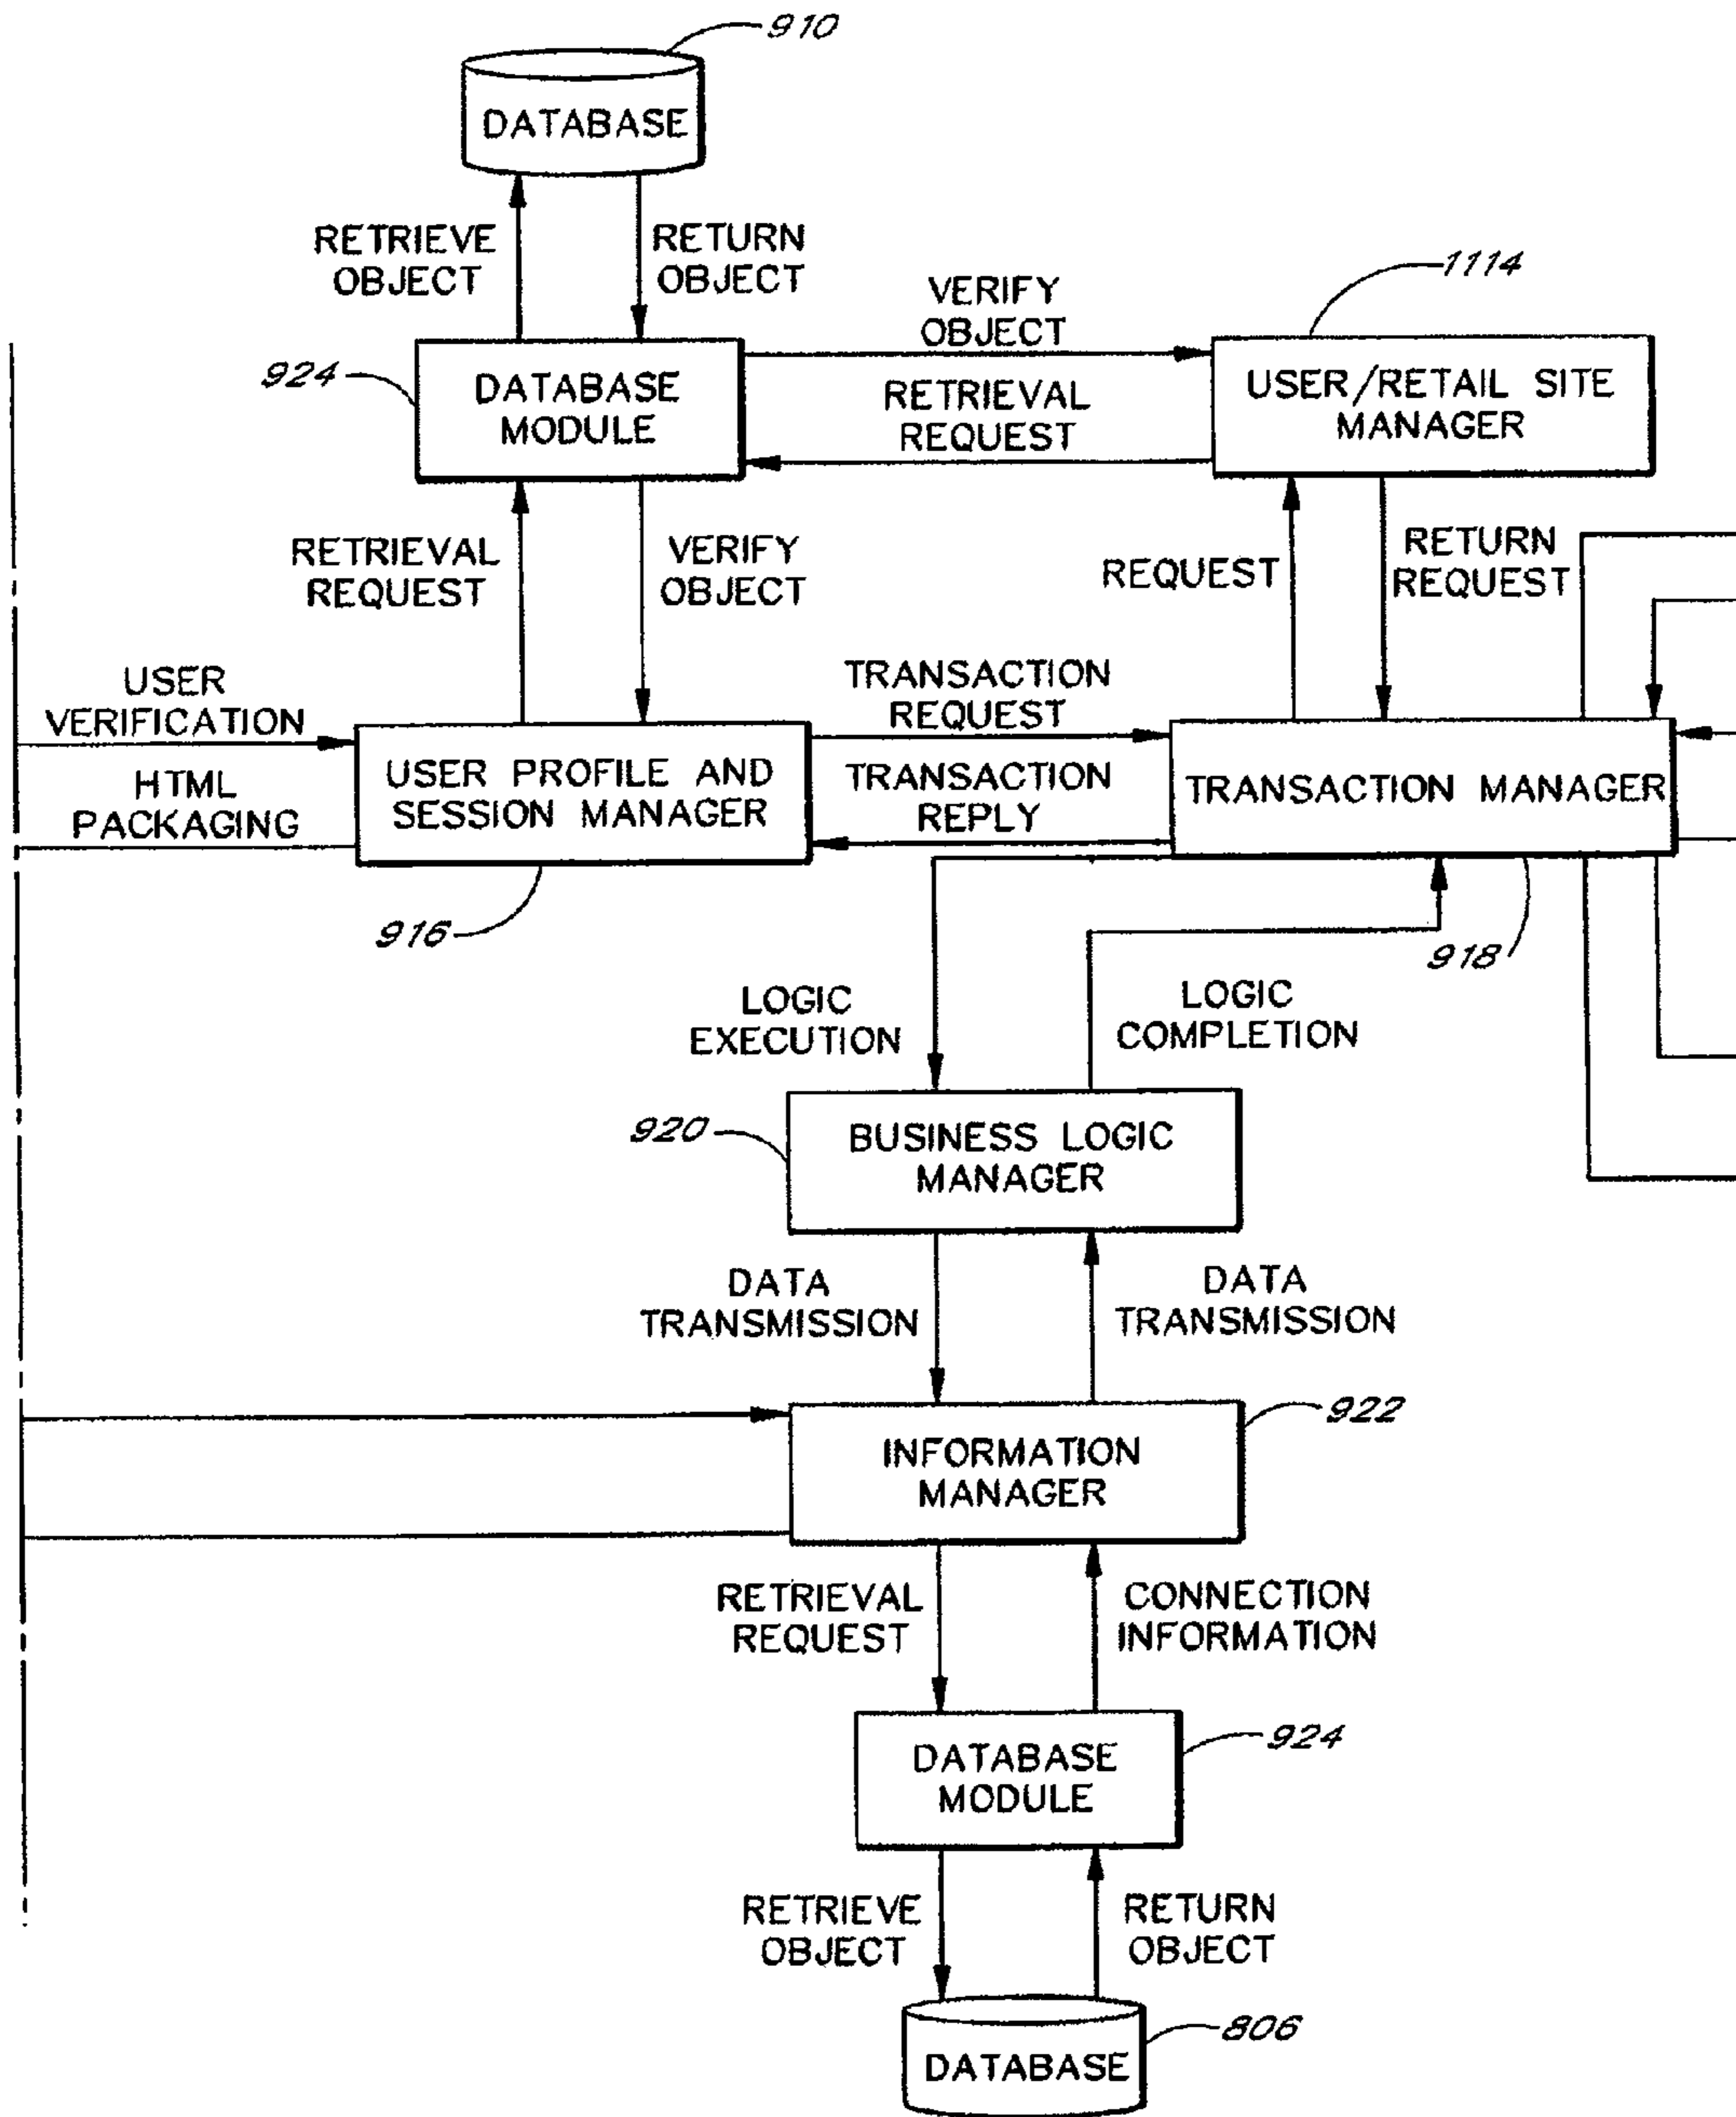 910
DATABASE
RETRIEVE
OBJECT
RETURN
OBJECT
1114
VERIFY
OBJECT
924
DATABASE
MODULE
RETRIEVAL
REQUEST
USER/RETAIL SITE
MANAGER
RETRIEVAL
REQUEST
VERIFY
OBJECT
REQUEST
RETURN
REQUEST
USER
VERIFICATION
TRANSACTION
REQUEST
HTML
PACKAGING
USER PROFILE AND
SESSION MANAGER
TRANSACTION
REPLY
TRANSACTION MANAGER
916
918
LOGIC
EXECUTION
LOGIC
COMPLETION
920
BUSINESS LOGIC
MANAGER
DATA
TRANSMISSION
DATA
TRANSMISSION
922
INFORMATION
MANAGER
RETRIEVAL
REQUEST
CONNECTION
INFORMATION
924
DATABASE
MODULE
RETRIEVE
OBJECT
RETURN
OBJECT
806
DATABASE